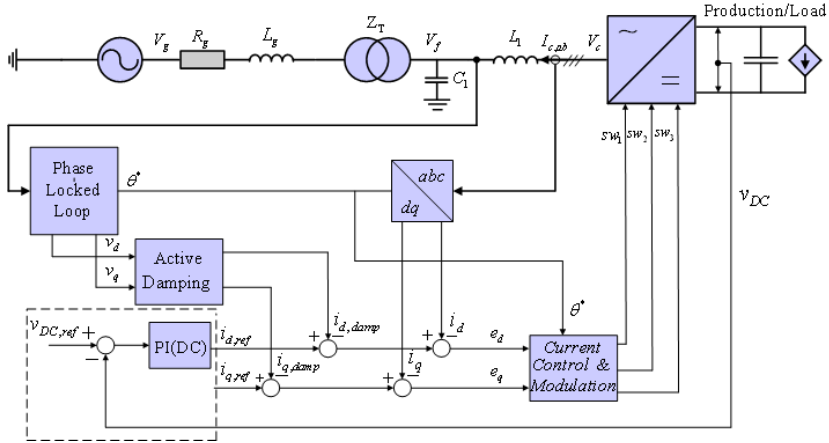 Production/Load
V_g
R_g
L_g
Z_T
V_f
C_1
L_1
I_c,ab
V_c
~
=
sw_1
sw_2
sw_3
v_DC
Phase
Locked
Loop
θ*
abc
dq
v_d
v_q
Active
Damping
i_d,damp
i_d
θ*
v_DC,ref
+
−
PI(DC)
i_d,ref
+
−
+
−
e_d
Current
Control &
Modulation
i_q,ref
+
−
i_q,damp
+
−
i_q
e_q